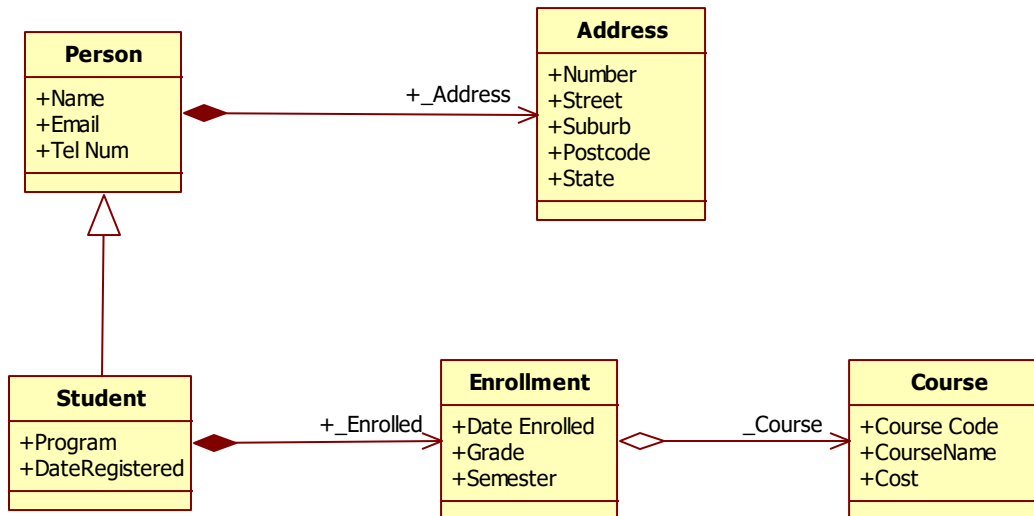 Person
+Name
+Email
+Tel Num
+_Address
Address
+Number
+Street
+Suburb
+Postcode
+State
Student
+Program
+DateRegistered
+_Enrolled
Enrollment
+Date Enrolled
+Grade
+Semester
_Course
Course
+Course Code
+CourseName
+Cost